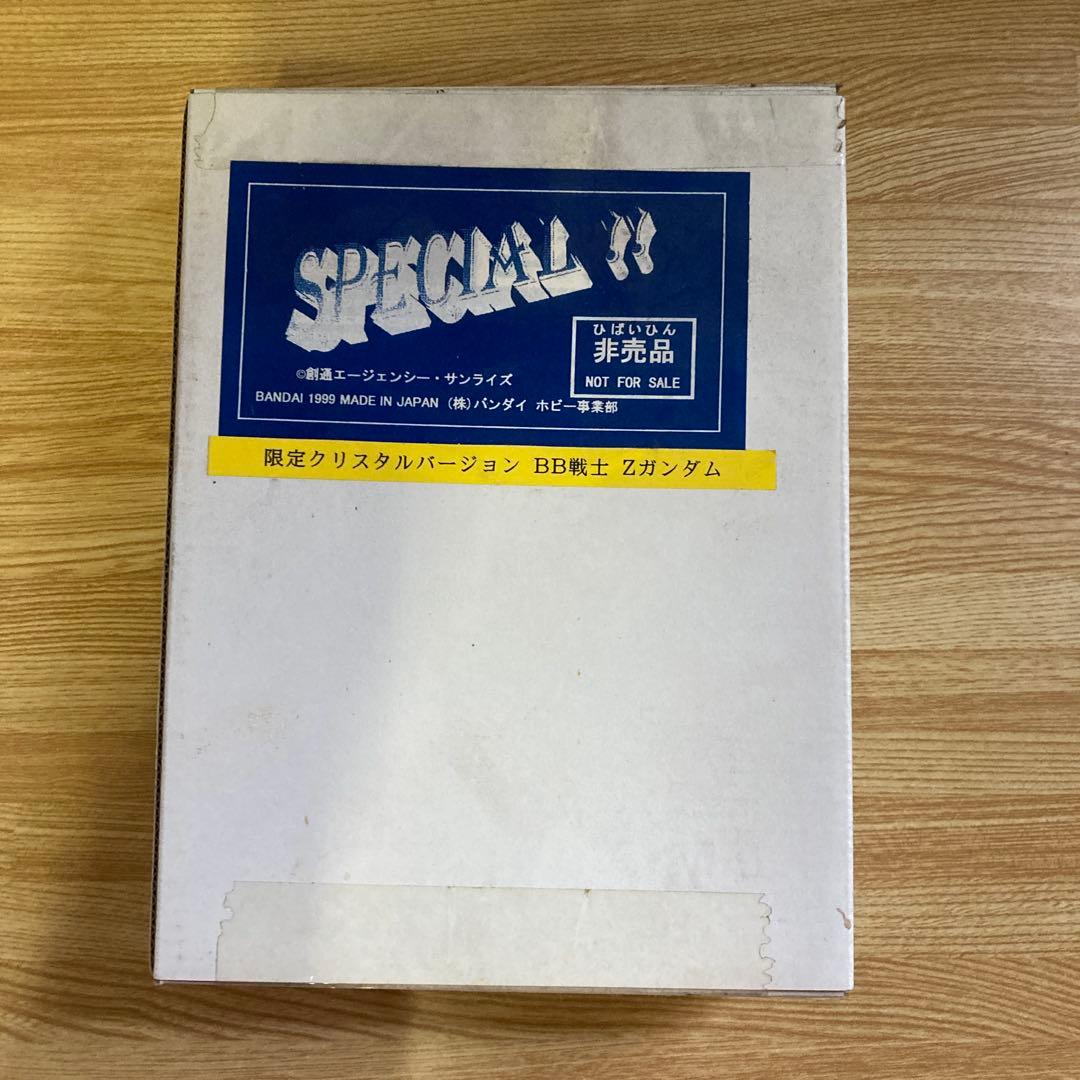 SPECIAL !!
ひばいひん
非売品
NOT FOR SALE
©創通エージェンシー・サンライズ
BANDAI 1999 MADE IN JAPAN (株)バンダイ ホビー事業部
限定クリスタルバージョン BB戦士 Zガンダム